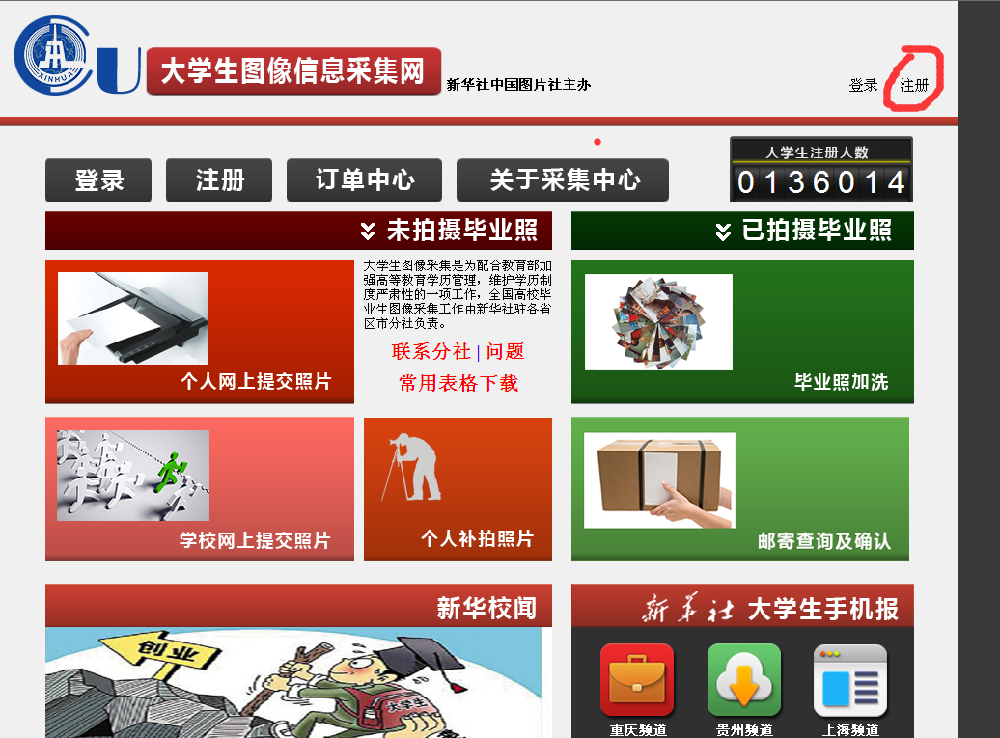 XINHUA
U
大学生图像信息采集网
新华社中国图片社主办
登录
注册
大学生注册人数
0136014
登录
注册
订单中心
关于采集中心
未拍摄毕业照
已拍摄毕业照
个人网上提交照片
大学生图像采集是为配合教育部加
强高等教育学历管理，维护学历制
度严肃性的一项工作，全国高校毕
业生图像采集工作由新华社驻各省
区市分社负责。
联系分社 | 问题
常用表格下载
毕业照加洗
学校网上提交照片
个人补拍照片
邮寄查询及确认
新华校闻
新华社 大学生手机报
创业
大学生
重庆频道
贵州频道
上海频道